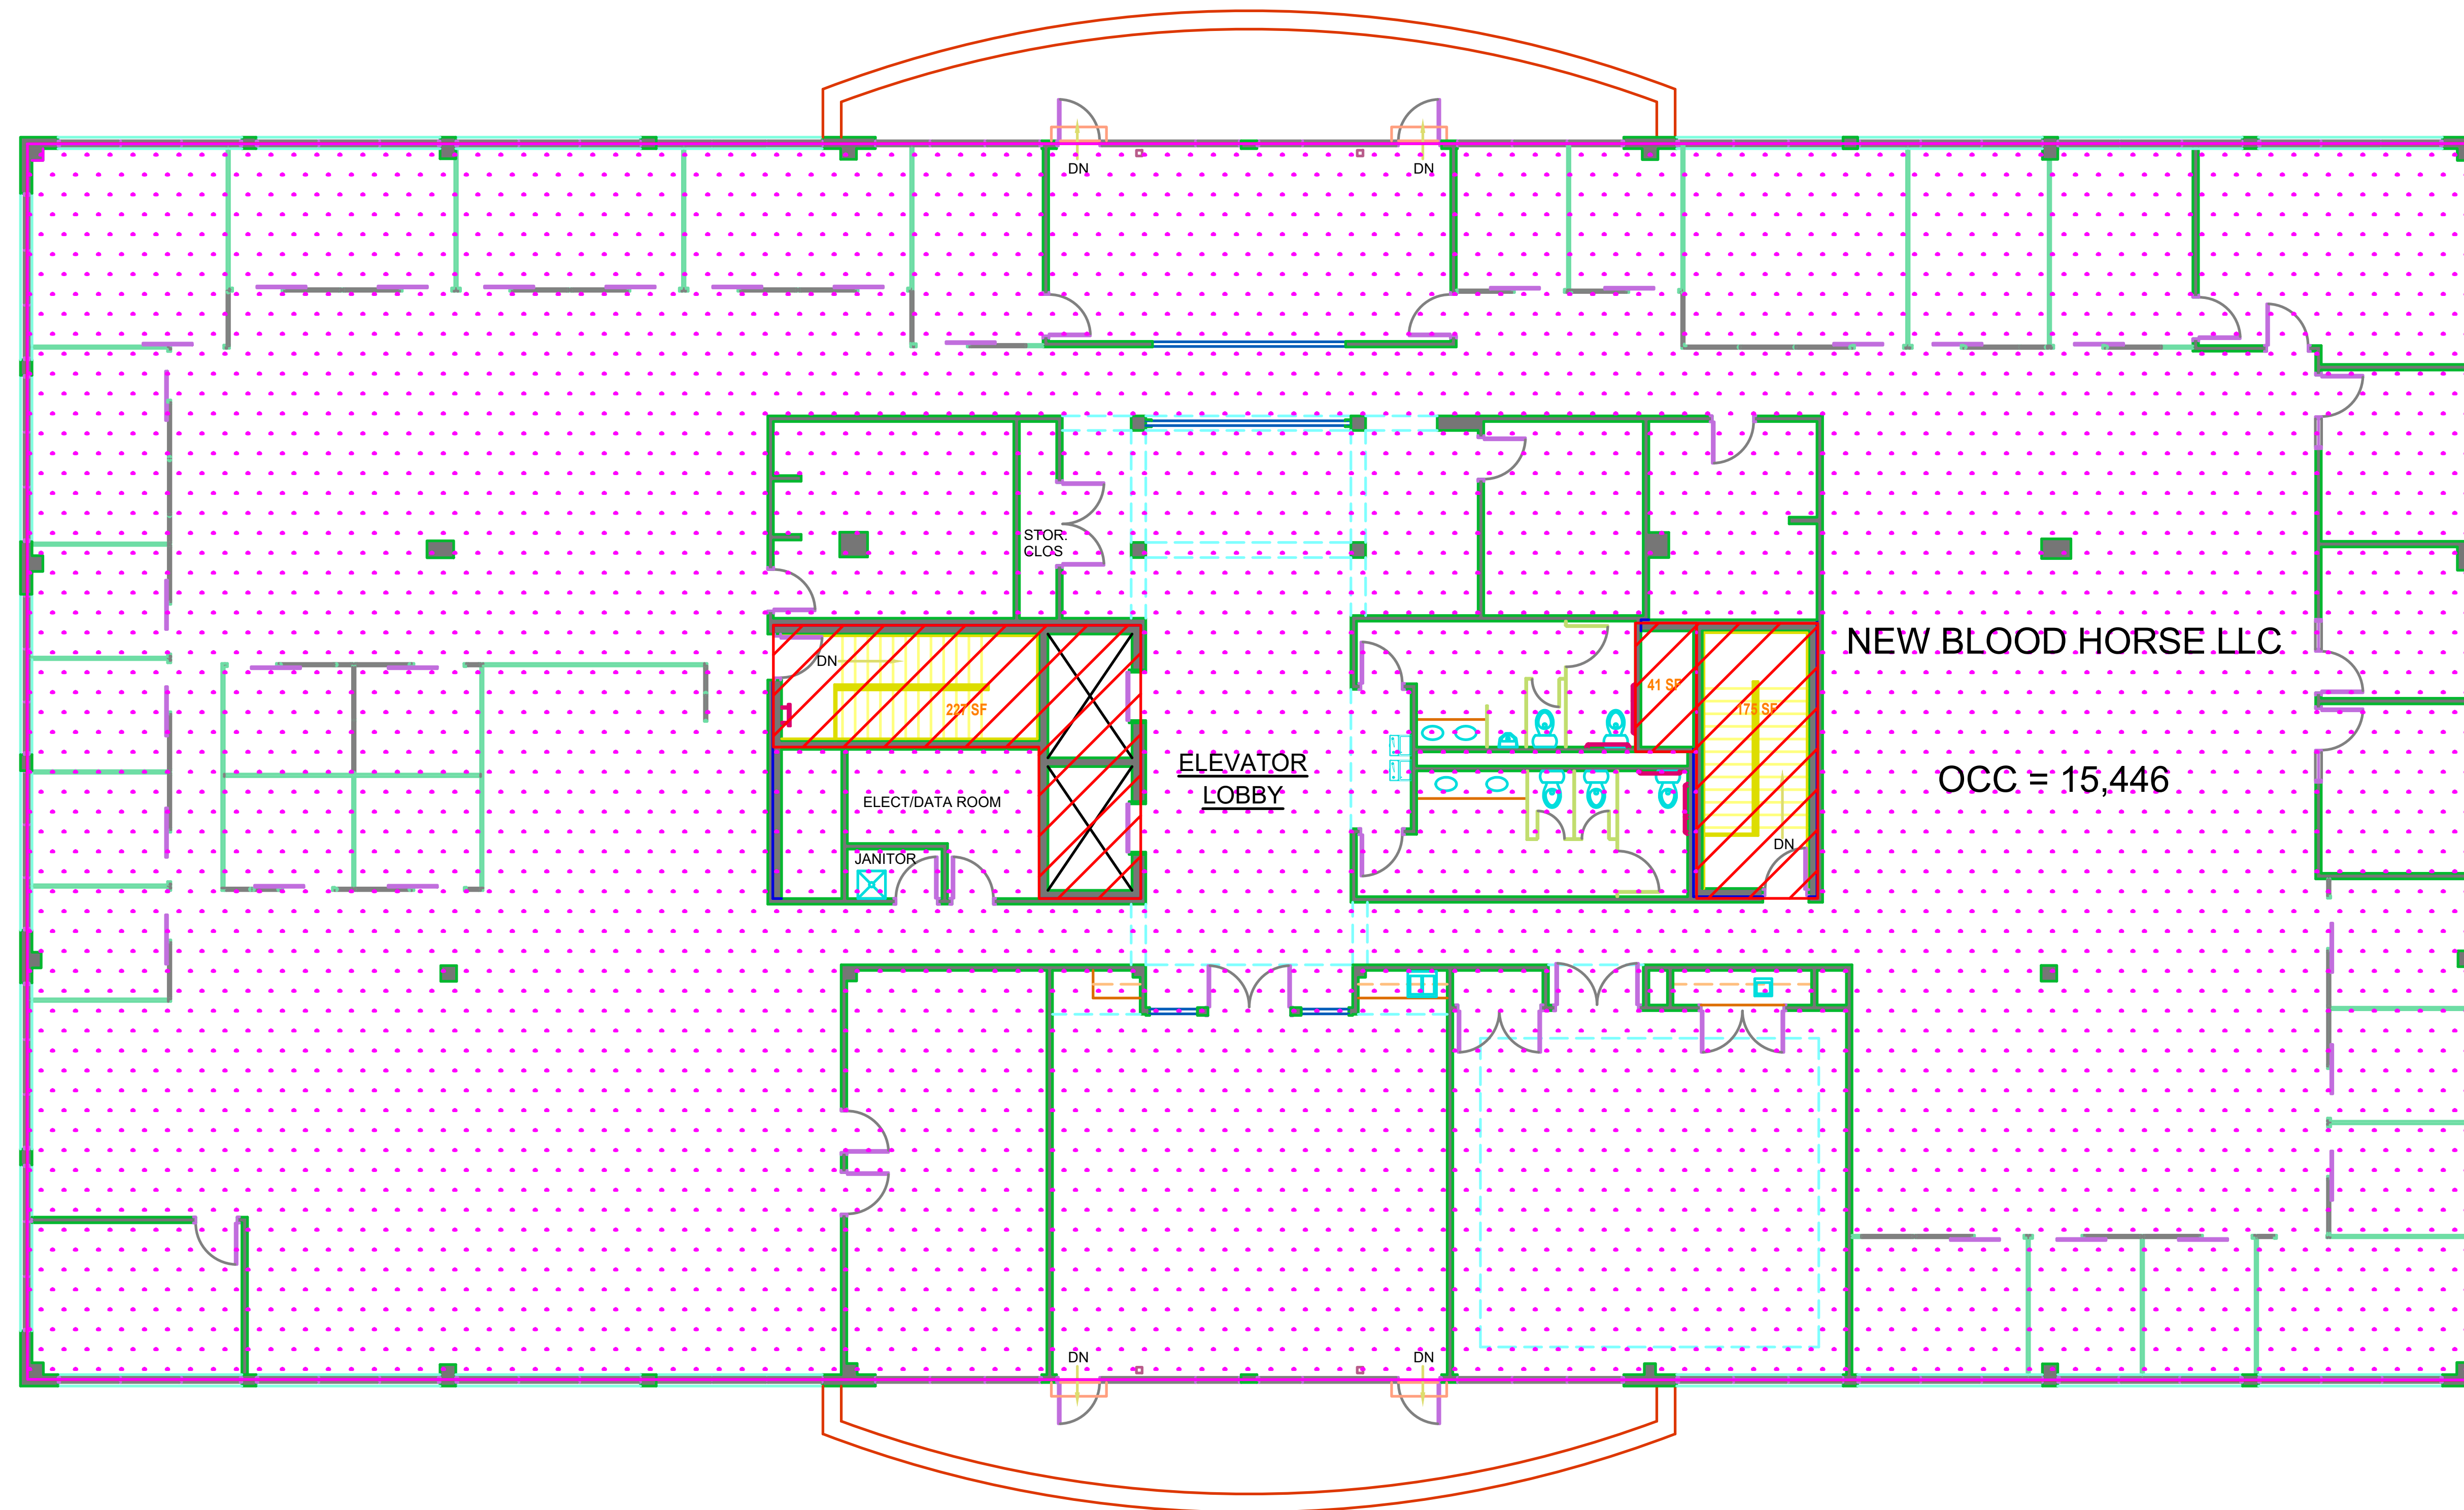 DN
DN
STOR.
CLOS
NEW BLOOD HORSE LLC
DN
41 SF
227 SF
175 SF
ELEVATOR
LOBBY
OCC = 15,446
ELECT/DATA ROOM
DN
JANITOR
DN
DN